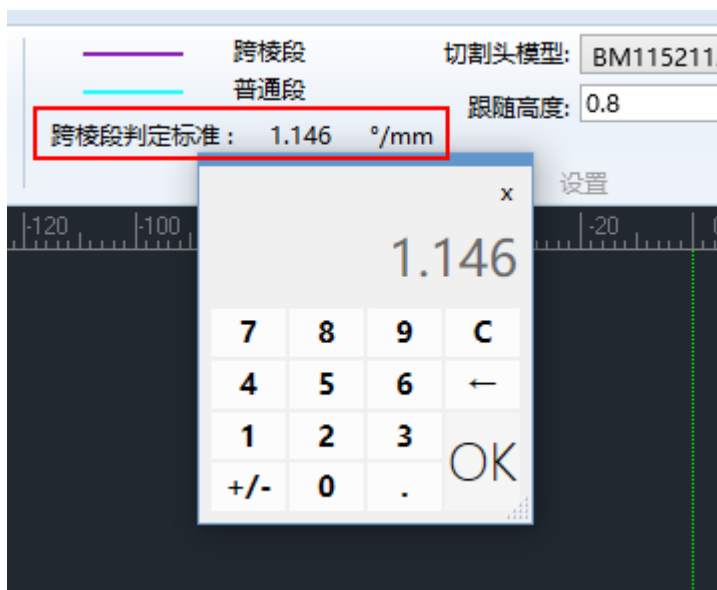 跨棱段
切割头模型: BM115211
普通段
跟随高度: 0.8
跨棱段判定标准： 1.146 °/mm
设置
x
-120 -100 -20
1.146
7 8 9 C
4 5 6 ←
1 2 3
OK
+/- 0 .